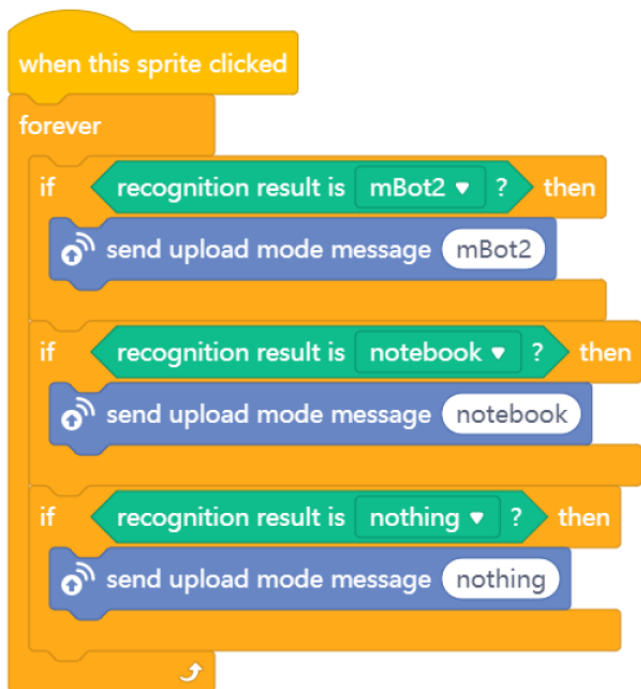 when this sprite clicked
forever
if recognition result is mBot2 ? then
send upload mode message mBot2
if recognition result is notebook ? then
send upload mode message notebook
if recognition result is nothing ? then
send upload mode message nothing